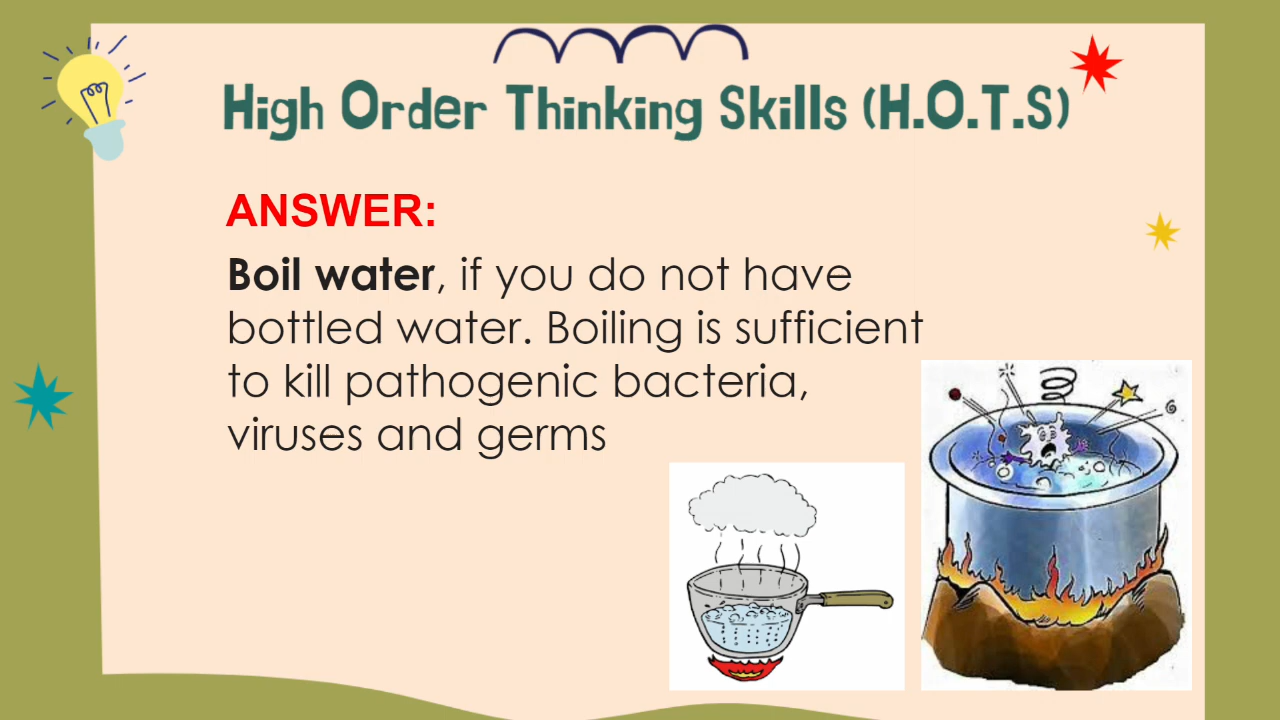 High Order Thinking Skills (H.O.T.S)
ANSWER:
Boil water, if you do not have
bottled water. Boiling is sufficient
to kill pathogenic bacteria,
viruses and germs